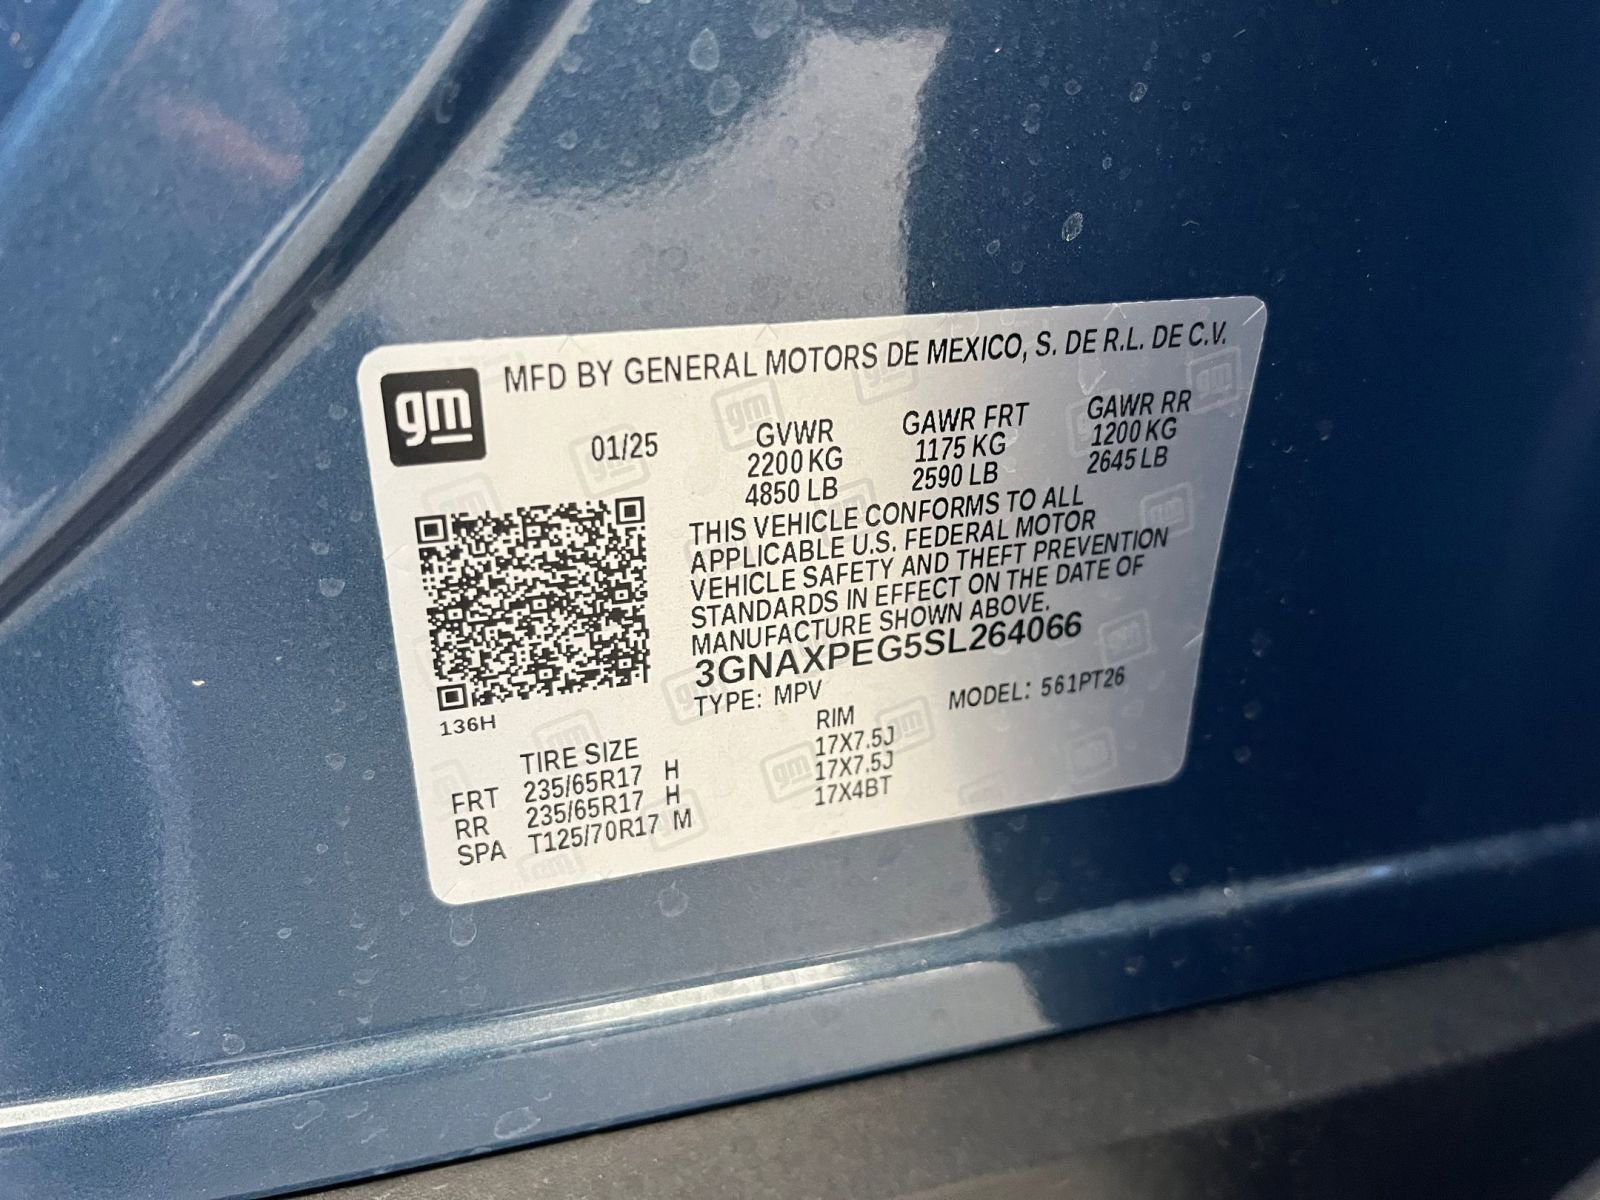 gm
MFD BY GENERAL MOTORS DE MEXICO, S. DE R.L. DE C.V.
01/25
GVWR
2200 KG
4850 LB
GAWR FRT
1175 KG
2590 LB
GAWR RR
1200 KG
2645 LB
THIS VEHICLE CONFORMS TO ALL
APPLICABLE U.S. FEDERAL MOTOR
VEHICLE SAFETY AND THEFT PREVENTION
STANDARDS IN EFFECT ON THE DATE OF
MANUFACTURE SHOWN ABOVE.
3GNAXPEG5SL264066
TYPE: MPV MODEL: 561PT26
136H
TIRE SIZE RIM
FRT 235/65R17 H 17X7.5J
RR 235/65R17 H 17X7.5J
SPA T125/70R17 M 17X4BT